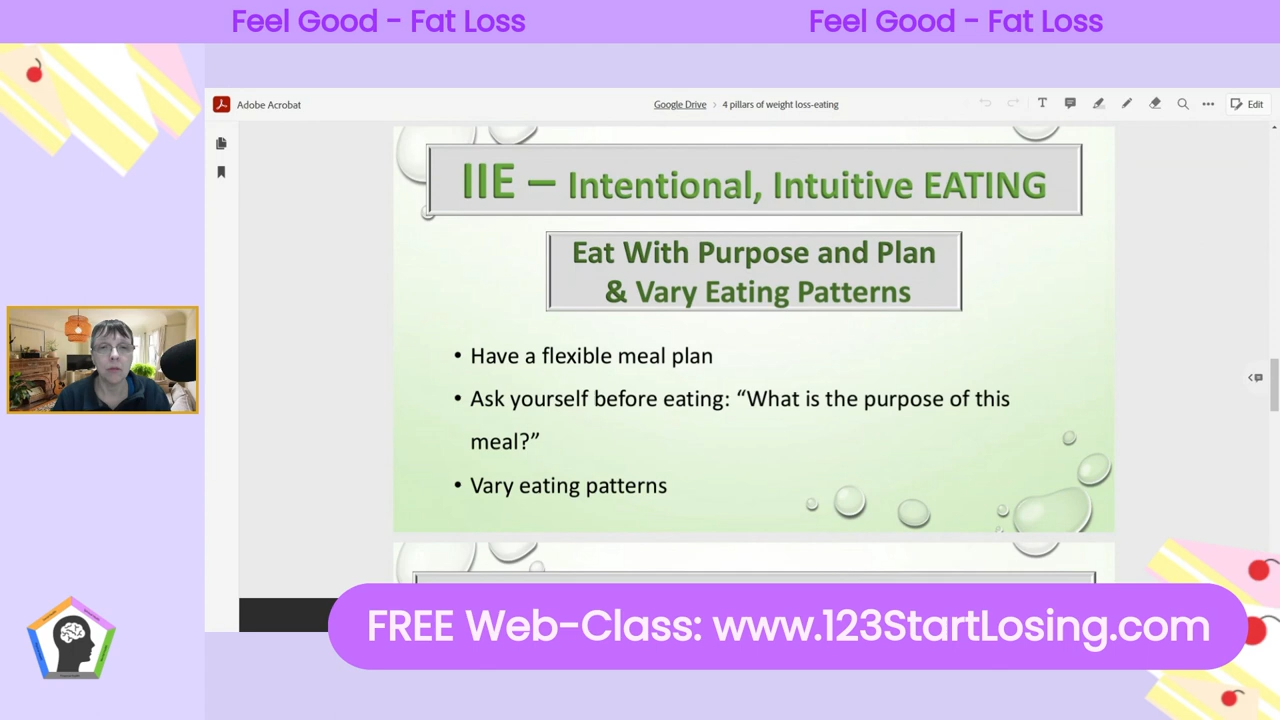 Feel Good - Fat Loss
Feel Good - Fat Loss
Adobe Acrobat
Google Drive › 4 pillars of weight loss-eating
Edit
IIE – Intentional, Intuitive EATING
Eat With Purpose and Plan
& Vary Eating Patterns
• Have a flexible meal plan
• Ask yourself before eating: “What is the purpose of this
meal?”
• Vary eating patterns
FREE Web-Class: www.123StartLosing.com